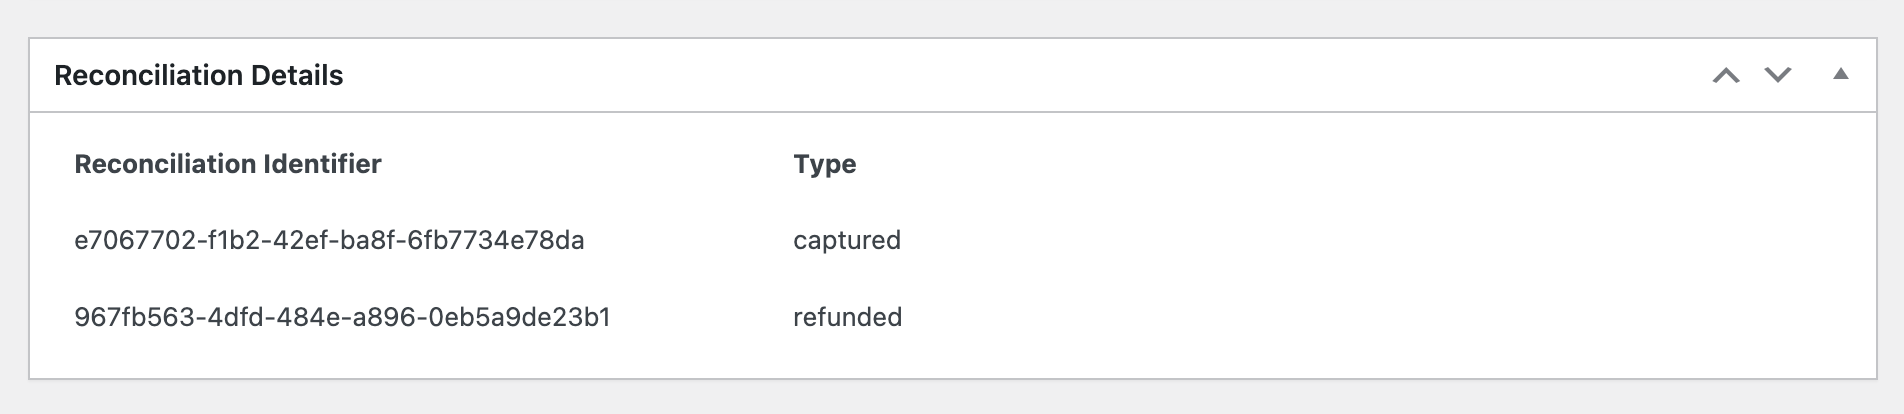 Reconciliation Details
Reconciliation Identifier Type
e7067702-f1b2-42ef-ba8f-6fb7734e78da captured
967fb563-4dfd-484e-a896-0eb5a9de23b1 refunded